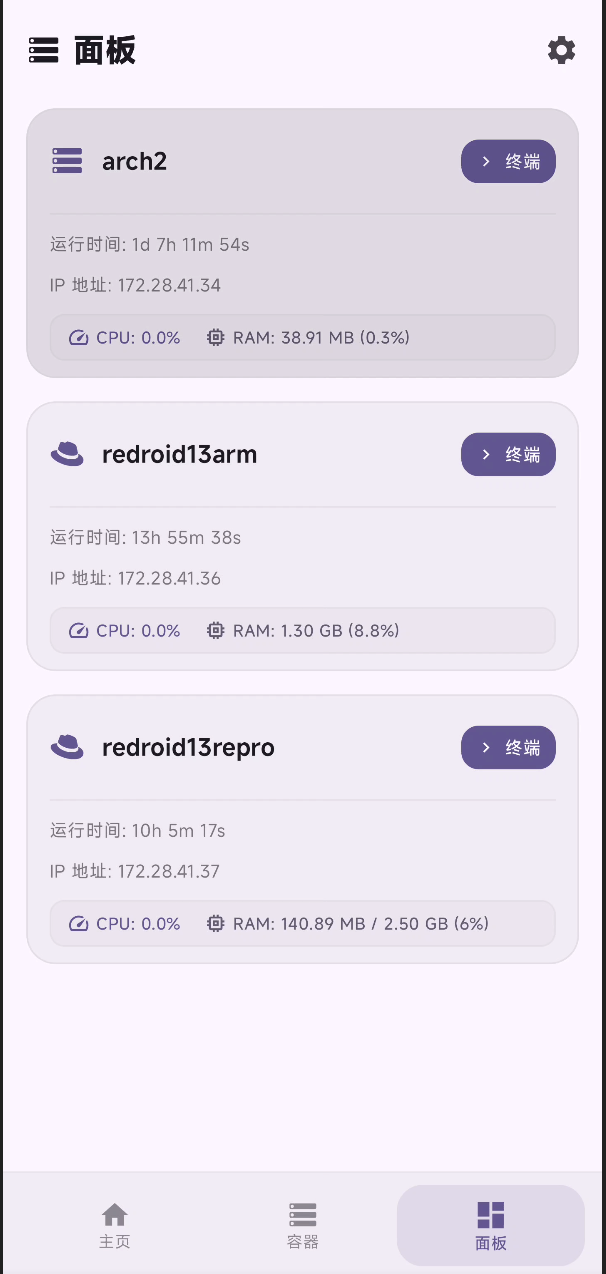 面板
arch2
终端
运行时间: 1d 7h 11m 54s
IP 地址: 172.28.41.34
CPU: 0.0% RAM: 38.91 MB (0.3%)
redroid13arm
终端
运行时间: 13h 55m 38s
IP 地址: 172.28.41.36
CPU: 0.0% RAM: 1.30 GB (8.8%)
redroid13repro
终端
运行时间: 10h 5m 17s
IP 地址: 172.28.41.37
CPU: 0.0% RAM: 140.89 MB / 2.50 GB (6%)
主页 容器 面板